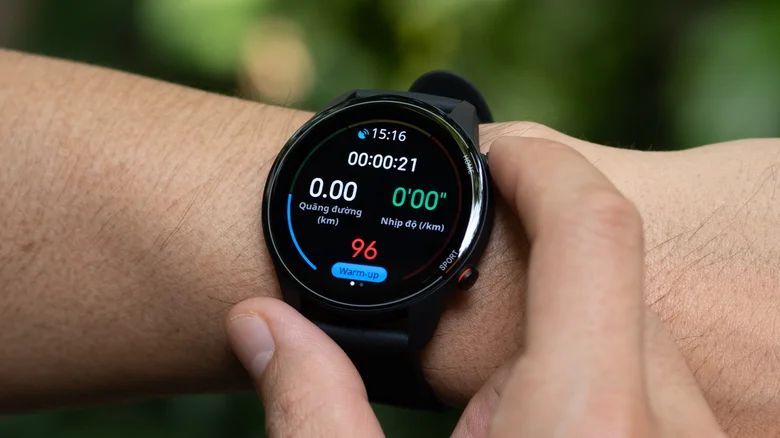 15:16
00:00:21
0.00
0'00"
Quãng đường
(km)
Nhịp độ (/km)
96
Warm-up
HOME
SPORT